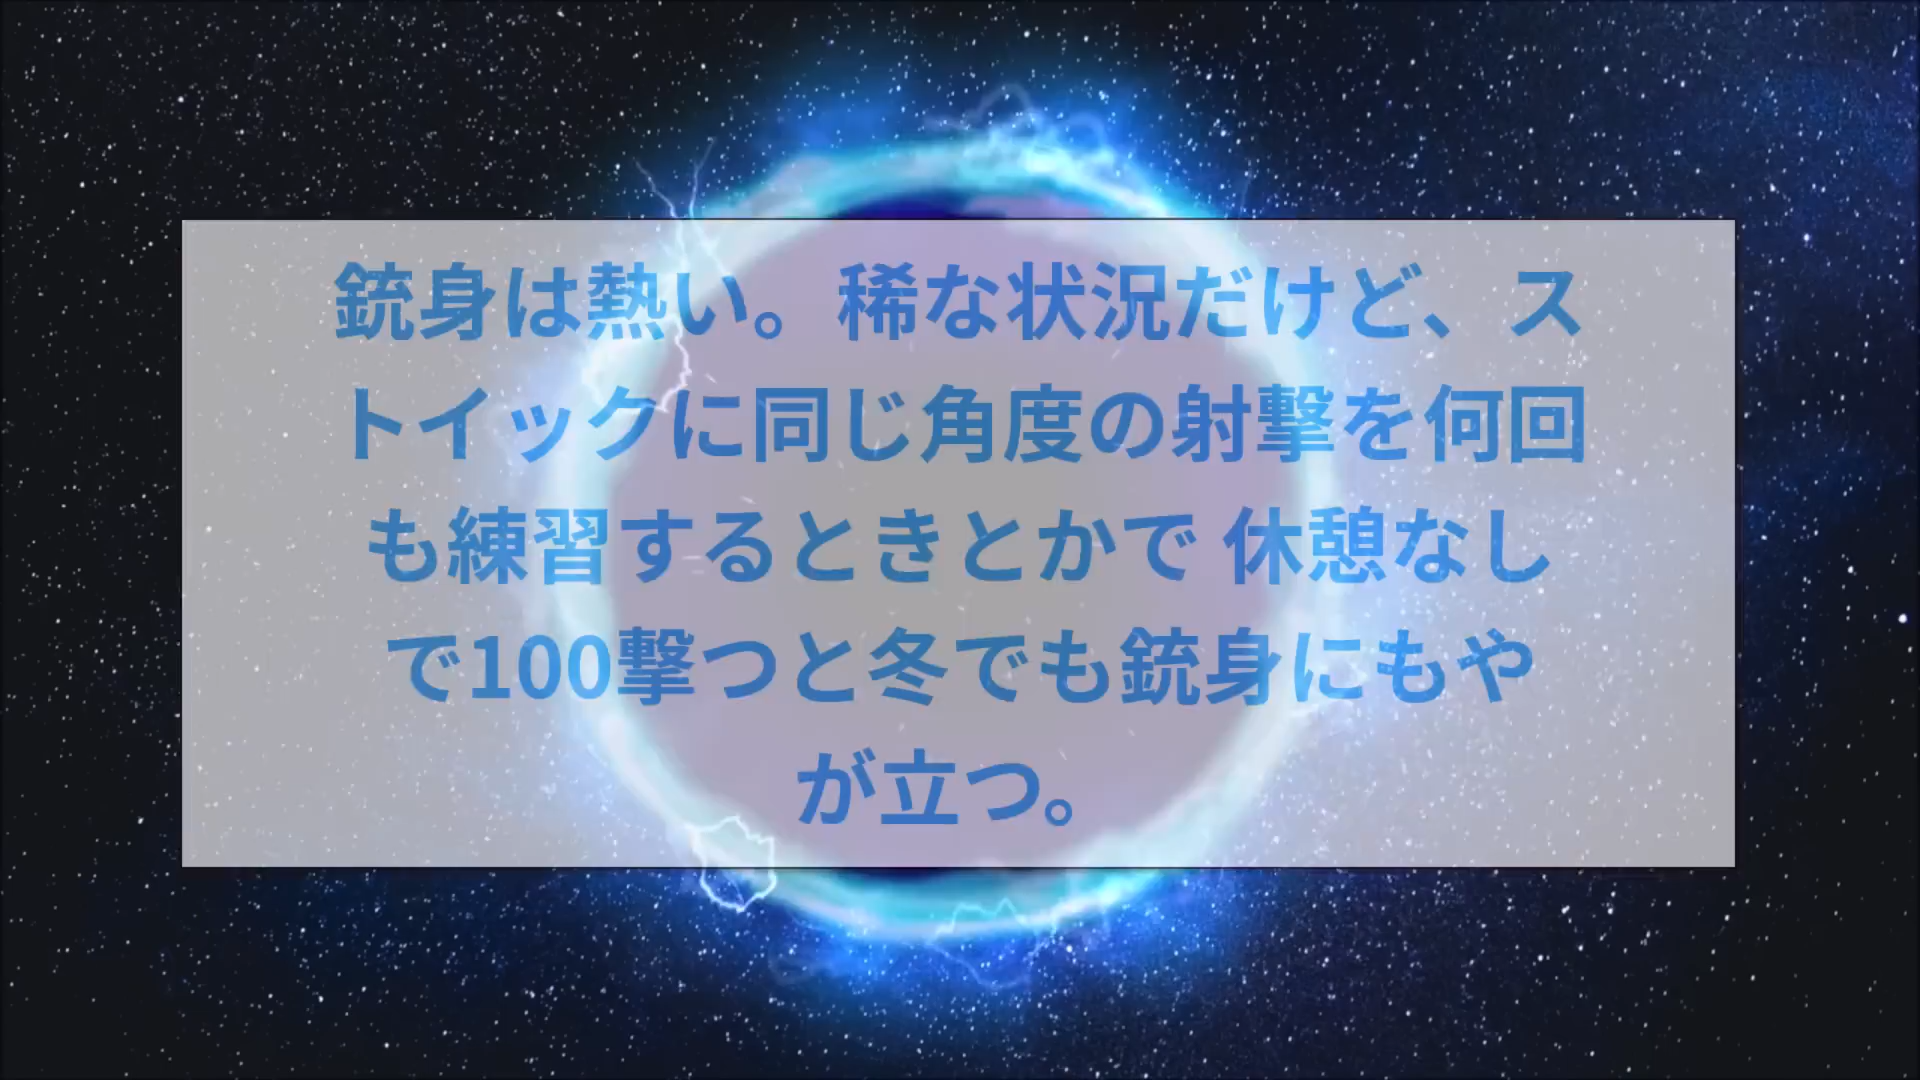 銃身は熱い。稀な状況だけど、ス
トイックに同じ角度の射撃を何回
も練習するときとかで 休憩なし
で100撃つと冬でも銃身にもや
が立つ。